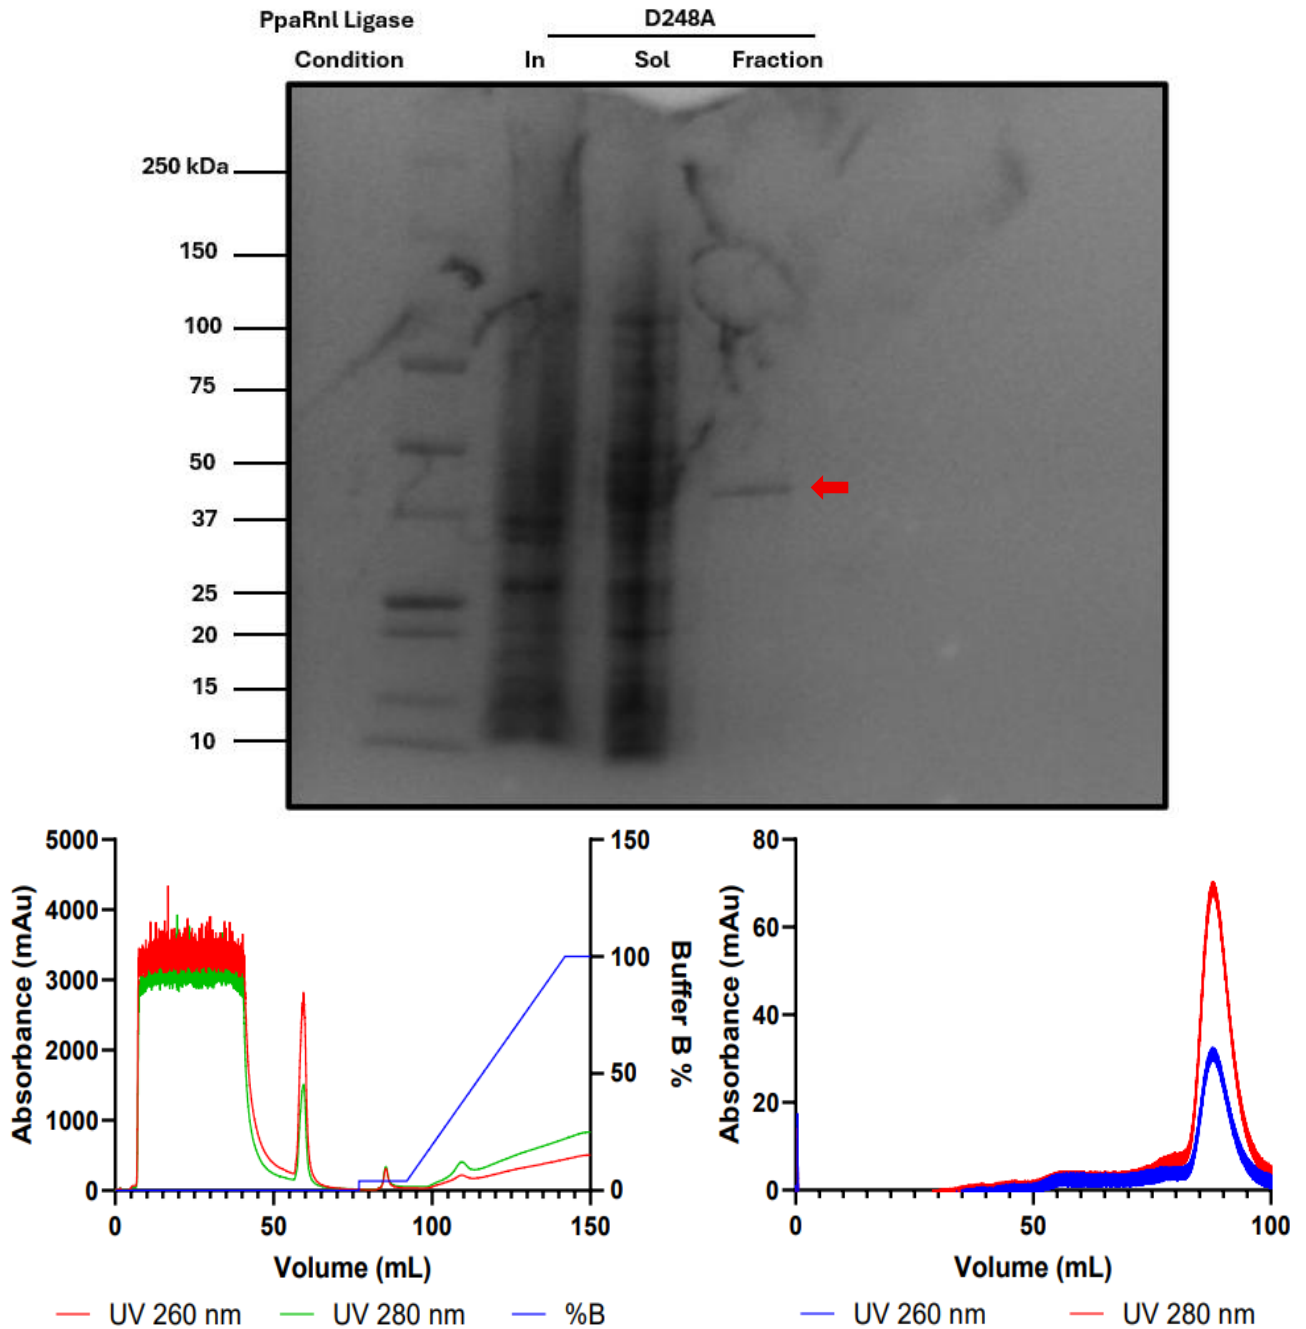 PpaRnl Ligase D248A
Condition In Sol Fraction
250 kDa
150
100
75
50
37
25
20
15
10
5000 150 80
4000
60
100
3000
Absorbance (mAu) Buffer B % Absorbance (mAu)
40
2000
50
20
1000
0 0 0
0 50 100 150 0 50 100
Volume (mL) Volume (mL)
UV 260 nm UV 280 nm %B UV 260 nm UV 280 nm